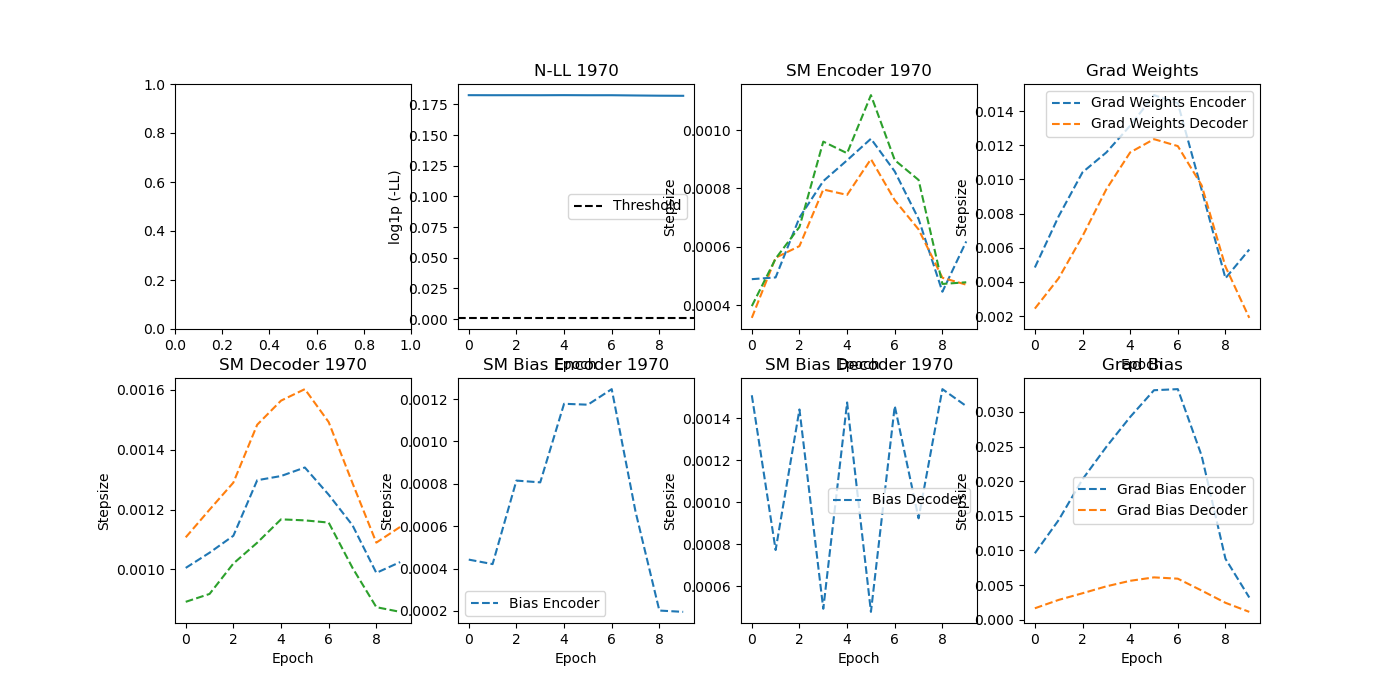 N-LL 1970
SM Encoder 1970
Grad Weights
1.0
0.8
0.6
0.4
0.2
0.0
0.0 0.2 0.4 0.6 0.8 1.0
log1p (-LL)
0.175
0.150
0.125
0.100
0.075
0.050
0.025
0.000
Threshold
0 2 4 6 8
Epoch
Stepsize
0.0010
0.0008
0.0006
0.0004
0 2 4 6 8
Epoch
Stepsize
0.014
0.012
0.010
0.008
0.006
0.004
0.002
Grad Weights Encoder
Grad Weights Decoder
0 2 4 6 8
Epoch
SM Decoder 1970
SM Bias Encoder 1970
SM Bias Decoder 1970
Grad Bias
Stepsize
0.0016
0.0014
0.0012
0.0010
0 2 4 6 8
Epoch
Stepsize
0.0012
0.0010
0.0008
0.0006
0.0004
0.0002
Bias Encoder
0 2 4 6 8
Epoch
Stepsize
0.0014
0.0012
0.0010
0.0008
0.0006
Bias Decoder
0 2 4 6 8
Epoch
Stepsize
0.030
0.025
0.020
0.015
0.010
0.005
0.000
Grad Bias Encoder
Grad Bias Decoder
0 2 4 6 8
Epoch